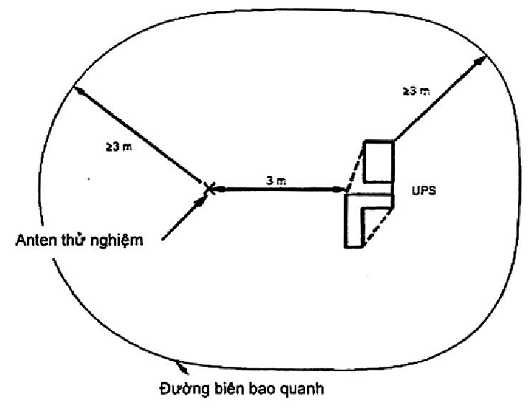 ≥3 m
≥3 m
3 m
UPS
Anten thử nghiệm
Đường biên bao quanh